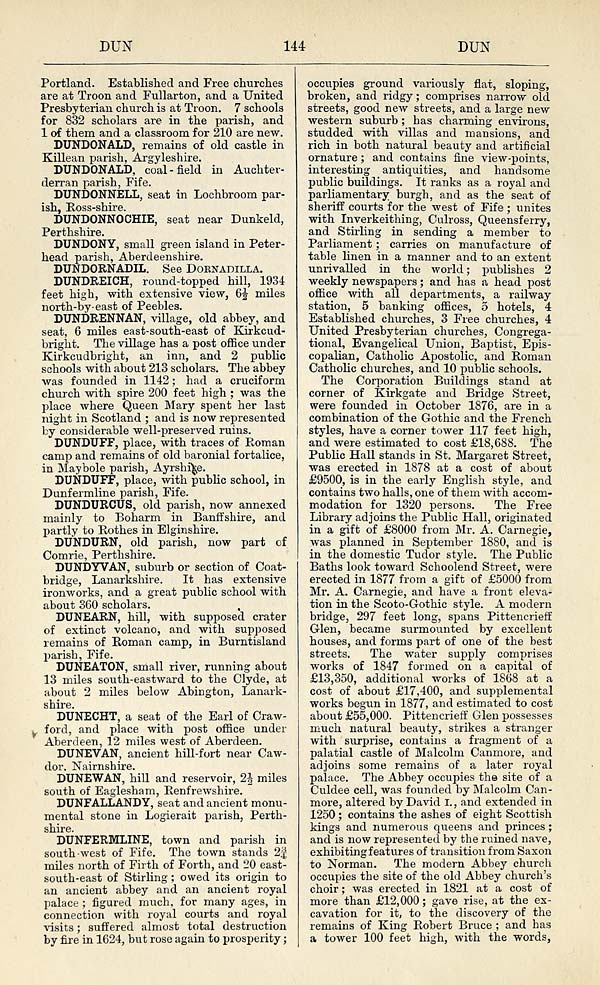 DUN 144 DUN
Portland. Established and Free churches
are at Troon and Fullarton, and a United
Presbyterian church is at Troon. 7 schools
for 832 scholars are in the parish, and
1 of them and a classroom for 210 are new.
DUNDONALD, remains of old castle in
Killean parish, Argyleshire.
DUNDONALD, coal-field in Auchter-
derran parish, Fife.
DUNDONNELL, seat in Lochbroom par-
ish, Ross-shire.
DUNDONNOCHIE, seat near Dunkeld,
Perthshire.
DUNDONY, small green island in Peter-
head parish, Aberdeenshire.
DUNDORNADIL. See DORNADILLA.
DUNDREICH, round-topped hill, 1934
feet high, with extensive view, 6½ miles
north-by-east of Peebles.
DUNDRENNAN, village, old abbey, and
seat, 6 miles east-south-east of Kirkcud-
bright. The village has a post office under
Kirkcudbright, an inn, and 2 public
schools with about 213 scholars. The abbey
was founded in 1142; had a cruciform
church with spire 200 feet high; was the
place where Queen Mary spent her last
night in Scotland; and is now represented
by considerable well-preserved ruins.
DUNDUFF, place, with traces of Roman
camp and remains of old baronial fortalice,
in Maybole parish, Ayrshire.
DUNDUFF, place, with public school, in
Dunfermline parish, Fife.
DUNDURCUS, old parish, now annexed
mainly to Boharm in Banffshire, and
partly to Rothes in Elginshire.
DUNDURN, old parish, now part of
Comrie, Perthshire.
DUNDYVAN, suburb or section of Coat-
bridge, Lanarkshire. It has extensive
ironworks, and a great public school with
about 360 scholars.
DUNEARN, hill, with supposed crater
of extinct volcano, and with supposed
remains of Roman camp, in Burntisland
parish, Fife.
DUNEATON, small river, running about
13 miles south-eastward to the Clyde, at
about 2 miles below Abington, Lanark-
shire.
DUNECHT, a seat of the Earl of Craw-
ford, and place with post office under
Aberdeen, 12 miles west of Aberdeen.
DUNEVAN, ancient hill-fort near Caw-
dor, Nairnshire.
DUNEWAN, hill and reservoir, 2½ miles
south of Eaglesham, Renfrewshire.
DUNFALLANDY, seat and ancient monu-
mental stone in Logierait parish, Perth-
shire.
DUNFERMLINE, town and parish in
south-west of Fife. The town stands 2¾
miles north of Firth of Forth, and 20 east-
south-east of Stirling; owed its origin to
an ancient abbey and an ancient royal
palace; figured much, for many ages, in
connection with royal courts and royal
visits; suffered almost total destruction
by fire in 1624, but rose again to prosperity;
occupies ground variously flat, sloping,
broken, and ridgy; comprises narrow old
streets, good new streets, and a large new
western suburb; has charming environs,
studded with villas and mansions, and
rich in both natural beauty and artificial
ornature; and contains fine view-points,
interesting antiquities, and handsome
public buildings. It ranks as a royal and
parliamentary burgh, and as the seat of
sheriff courts for the west of Fife; unites
with Inverkeithing, Culross, Queensferry,
and Stirling in sending a member to
Parliament; carries on manufacture of
table linen in a manner and to an extent
unrivalled in the world; publishes 2
weekly newspapers; and has a head post
office with all departments, a railway
station, 5 banking offices, 5 hotels, 4
Established churches, 3 Free churches, 4
United Presbyterian churches, Congrega-
tional, Evangelical Union, Baptist, Epis-
copalian, Catholic Apostolic, and Roman
Catholic churches, and 10 public schools.
The Corporation Buildings stand at
corner of Kirkgate and Bridge Street,
were founded in October 1876, are in a
combination of the Gothic and the French
styles, have a corner tower 117 feet high,
and were estimated to cost £18,688. The
Public Hall stands in St. Margaret Street,
was erected in 1878 at a cost of about
£9500, is in the early English style, and
contains two halls, one of them with accom-
modation for 1320 persons. The Free
Library adjoins the Public Hall, originated
in a gift of £8000 from Mr. A. Carnegie,
was planned in September 1880, and is
in the domestic Tudor style. The Public
Baths look toward Schoolend Street, were
erected in 1877 from a gift of £5000 from
Mr. A. Carnegie, and have a front eleva-
tion in the Scoto-Gothic style. A modern
bridge, 297 feet long, spans Pittencrieff
Glen, became surmounted by excellent
houses, and forms part of one of the best
streets. The water supply comprises
works of 1847 formed on a capital of
£13,350, additional works of 1868 at a
cost of about £17,400, and supplemental
works begun in 1877, and estimated to cost
about £55,000. Pittencrieff Glen possesses
much natural beauty, strikes a stranger
with surprise, contains a fragment of a
palatial castle of Malcolm Canmore, and
adjoins some remains of a later royal
palace. The Abbey occupies the site of a
Culdee cell, was founded by Malcolm Can-
more, altered by David I., and extended in
1250; contains the ashes of eight Scottish
kings and numerous queens and princes;
and is now represented by the ruined nave,
exhibiting features of transition from Saxon
to Norman. The modern Abbey church
occupies the site of the old Abbey church's
choir; was erected in 1821 at a cost of
more than £12,000; gave rise, at the ex-
cavation for it, to the discovery of the
remains of King Robert Bruce; and has
a tower 100 feet high, with the words,